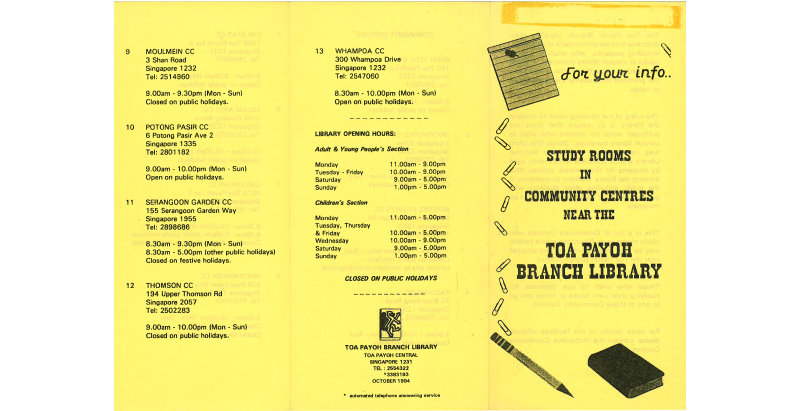 9 MOULMEIN CC
3 Shan Road
Singapore 1232
Tel: 2514960
9.00am - 9.30pm (Mon - Sun)
Closed on public holidays.
10 POTONG PASIR CC
6 Potong Pasir Ave 2
Singapore 1335
Tel: 2801182
9.00am - 10.00pm (Mon - Sun)
Open on public holidays.
11 SERANGOON GARDEN CC
155 Serangoon Garden Way
Singapore 1955
Tel: 2898686
8.30am - 9.30pm (Mon - Sun)
8.30am - 5.00pm (other public holidays)
Closed on festive holidays.
12 THOMSON CC
194 Upper Thomson Rd
Singapore 2057
Tel: 2502283
9.00am - 10.00pm (Mon - Sun)
Closed on public holidays.
13 WHAMPOA CC
300 Whampoa Drive
Singapore 1232
Tel: 2547060
8.30am - 10.00pm (Mon - Sun)
Open on public holidays.
LIBRARY OPENING HOURS:
Adult & Young People's Section
Monday 11.00am - 9.00pm
Tuesday - Friday 10.00am - 9.00pm
Saturday 9.00am - 5.00pm
Sunday 1.00pm - 5.00pm
Children's Section
Monday 11.00am - 5.00pm
Tuesday, Thursday
& Friday 10.00am - 5.00pm
Wednesday 10.00am - 9.00pm
Saturday 9.00am - 5.00pm
Sunday 1.00pm - 5.00pm
CLOSED ON PUBLIC HOLIDAYS
TOA PAYOH BRANCH LIBRARY
TOA PAYOH CENTRAL
SINGAPORE 1231
TEL : 2554322
*3383193
OCTOBER 1994
* automated telephone answering service
For your info..
STUDY ROOMS
IN
COMMUNITY CENTRES
NEAR THE
TOA PAYOH
BRANCH LIBRARY